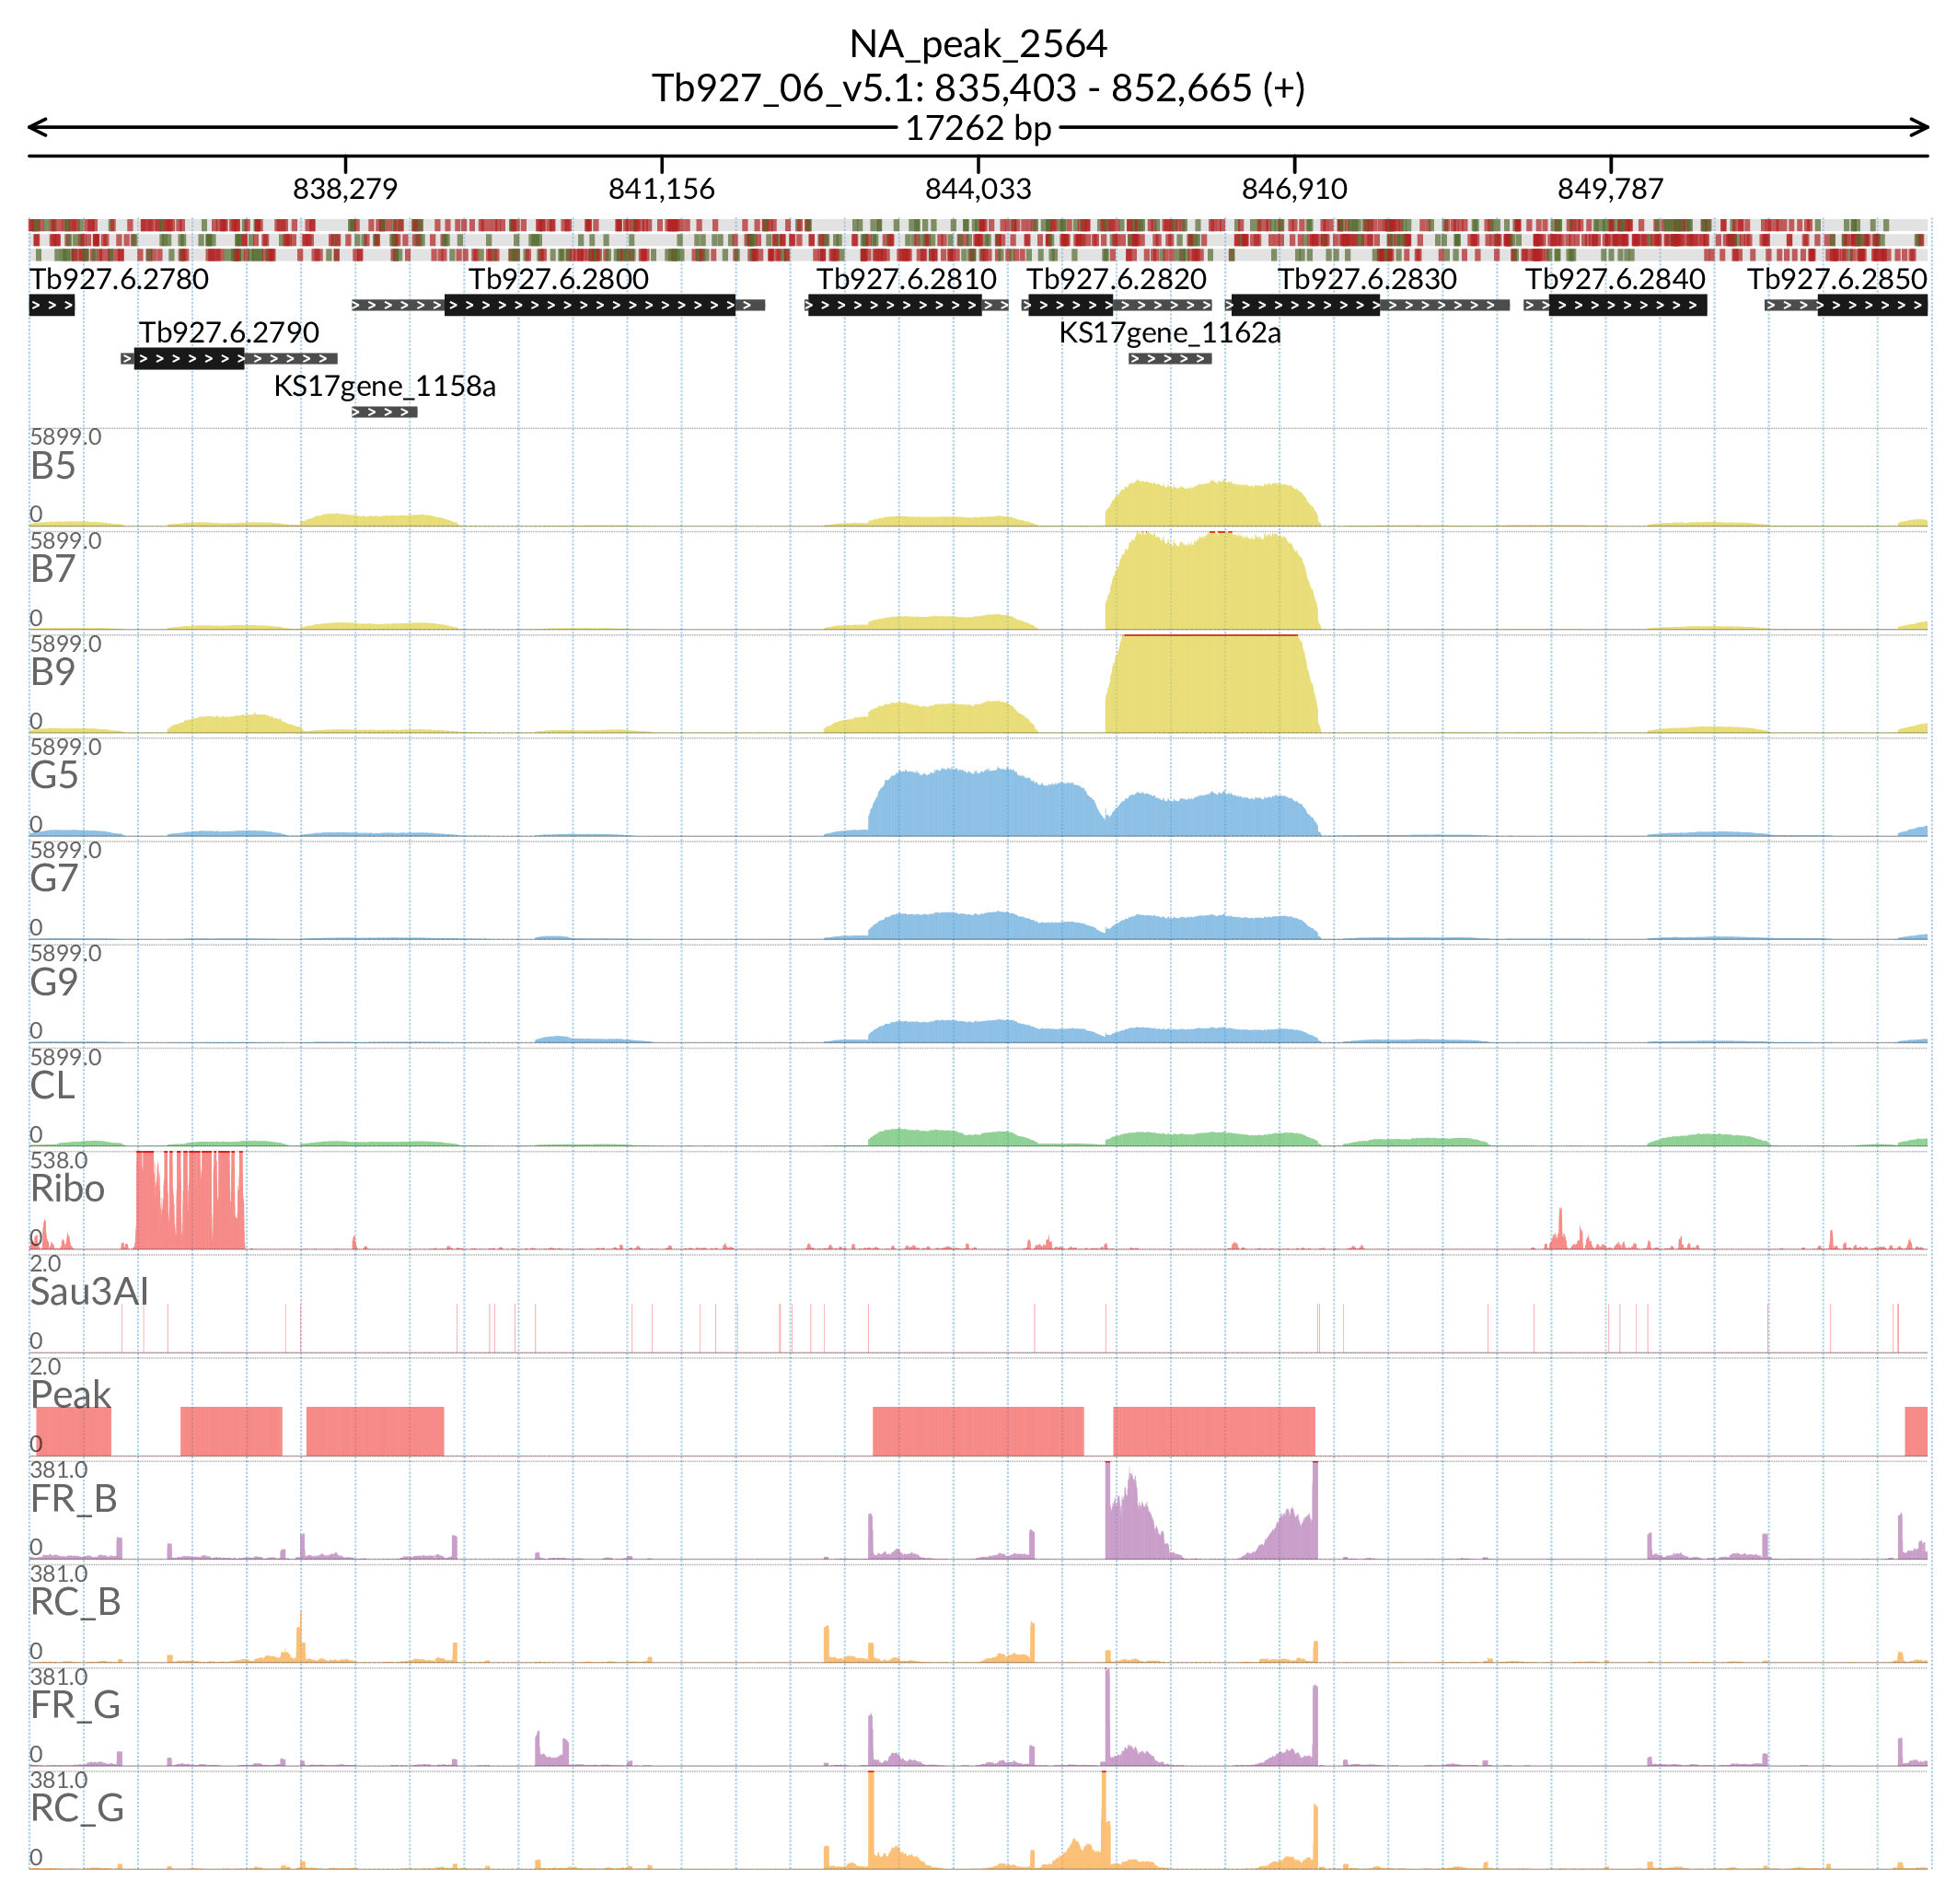 NA_peak_2564
Tb927_06_v5.1: 835,403 - 852,665 (+)
17262 bp
838,279 841,156 844,033 846,910 849,787
Tb927.6.2780 Tb927.6.2800 Tb927.6.2810 Tb927.6.2820 Tb927.6.2830 Tb927.6.2840 Tb927.6.2850
Tb927.6.2790 KS17gene_1162a
KS17gene_1158a
5899.0
B5
0
5899.0
B7
0
5899.0
B9
0
5899.0
G5
0
5899.0
G7
0
5899.0
G9
0
5899.0
CL
0
538.0
Ribo
0
2.0
Sau3AI
0
2.0
Peak
0
381.0
FR_B
0
381.0
RC_B
0
381.0
FR_G
0
381.0
RC_G
0